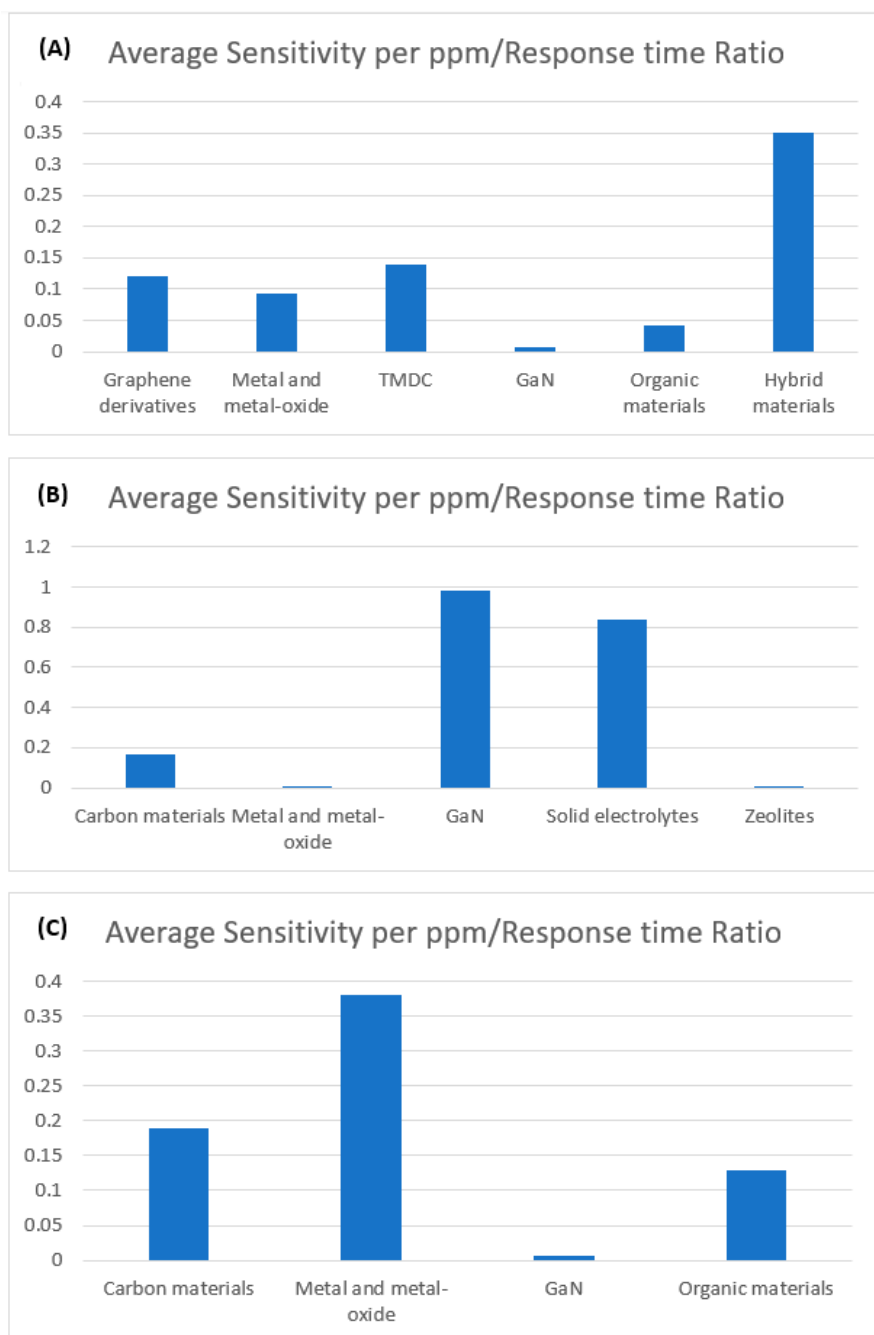 (A) Average Sensitivity per ppm/Response time Ratio
0.4
0.35
0.3
0.25
0.2
0.15
0.1
0.05
0
Graphene derivatives
Metal and metal-oxide
TMDC
GaN
Organic materials
Hybrid materials
(B) Average Sensitivity per ppm/Response time Ratio
1.2
1
0.8
0.6
0.4
0.2
0
Carbon materials
Metal and metal-
oxide
GaN
Solid electrolytes
Zeolites
(C) Average Sensitivity per ppm/Response time Ratio
0.4
0.35
0.3
0.25
0.2
0.15
0.1
0.05
0
Carbon materials
Metal and metal-
oxide
GaN
Organic materials